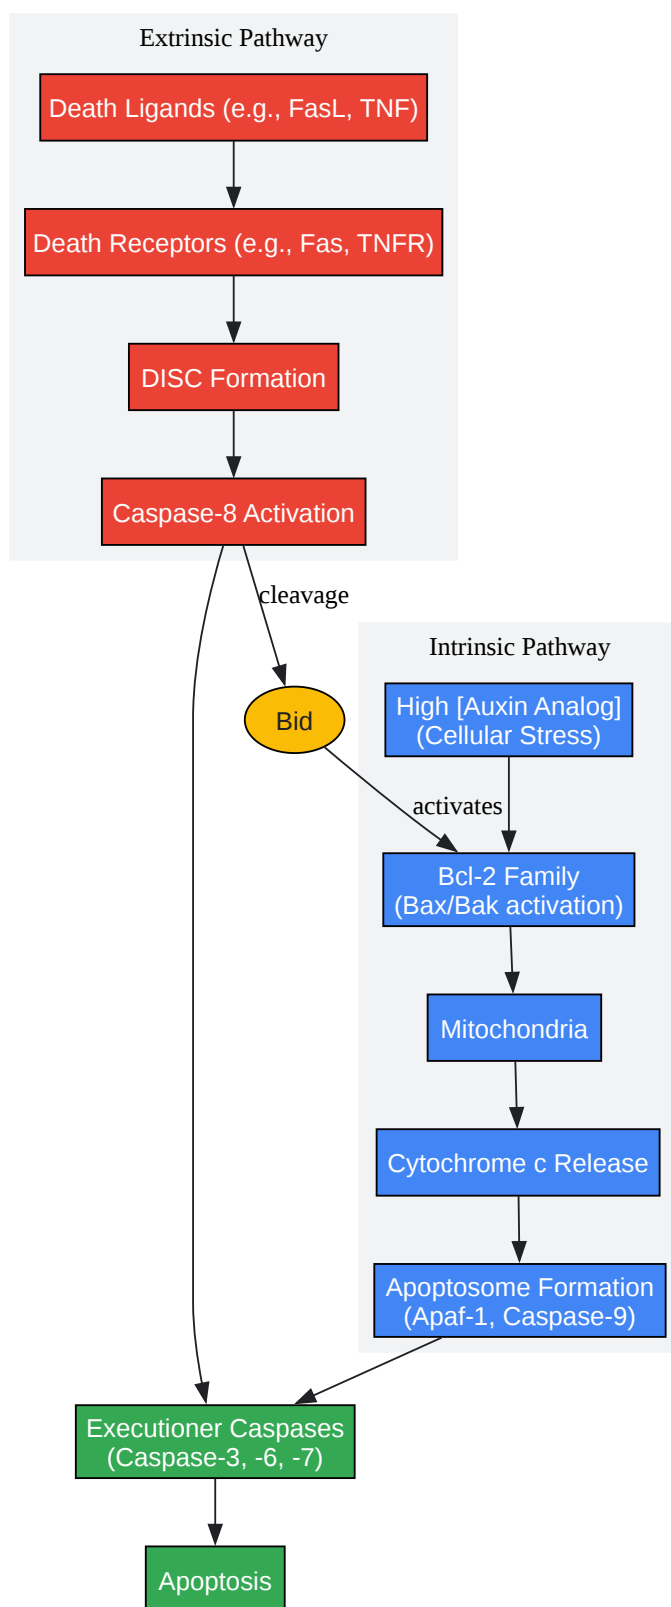 Extrinsic Pathway
Death Ligands (e.g., FasL, TNF)
Death Receptors (e.g., Fas, TNFR)
DISC Formation
Caspase-8 Activation
cleavage
Intrinsic Pathway
High [Auxin Analog]
(Cellular Stress)
Bid
activates
Bcl-2 Family
(Bax/Bak activation)
Mitochondria
Cytochrome c Release
Apoptosome Formation
(Apaf-1, Caspase-9)
Executioner Caspases
(Caspase-3, -6, -7)
Apoptosis